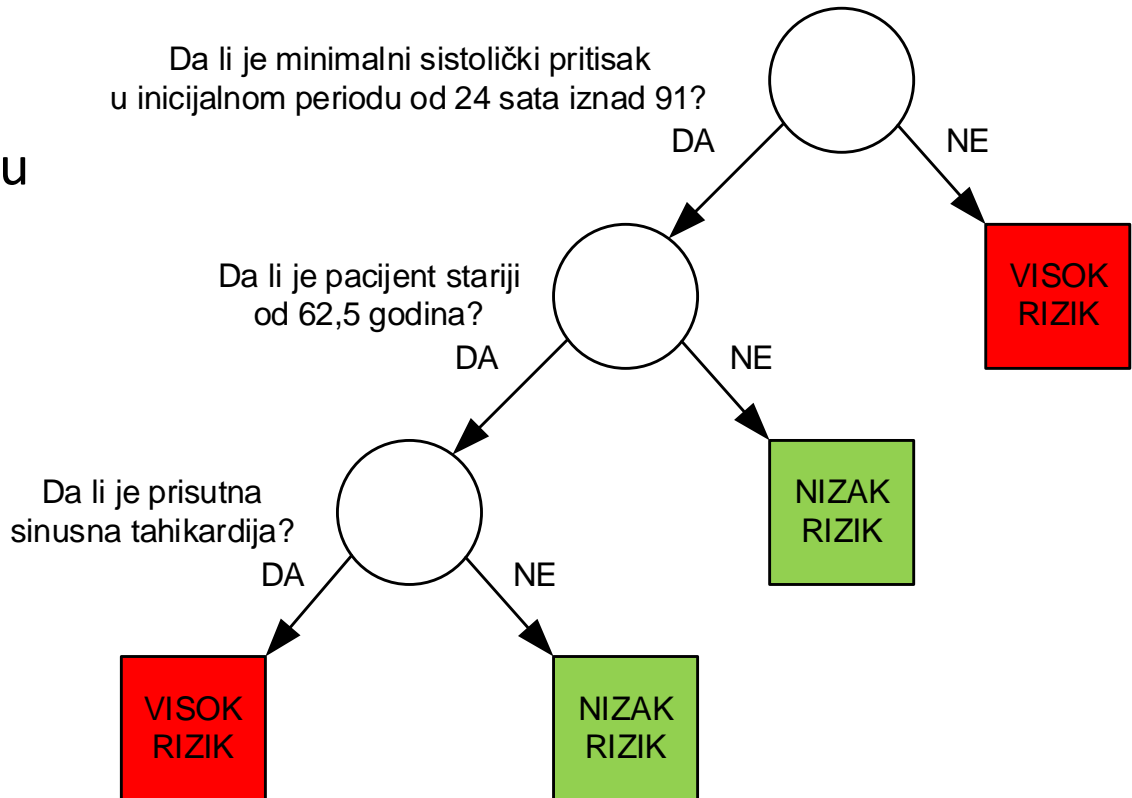 Da li je minimalni sistolički pritisak
u inicijalnom periodu od 24 sata iznad 91?
DA
NE
u
VISOK
RIZIK
Da li je pacijent stariji
od 62,5 godina?
DA
NE
NIZAK
RIZIK
Da li je prisutna
sinusna tahikardija?
DA
NE
VISOK
RIZIK
NIZAK
RIZIK